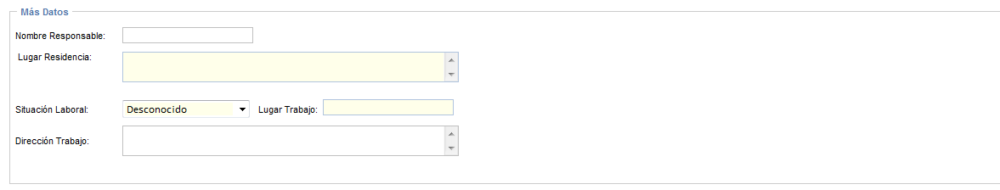 Más Datos
Nombre Responsable:
Lugar Residencia:
Situación Laboral: Desconocido Lugar Trabajo:
Dirección Trabajo: